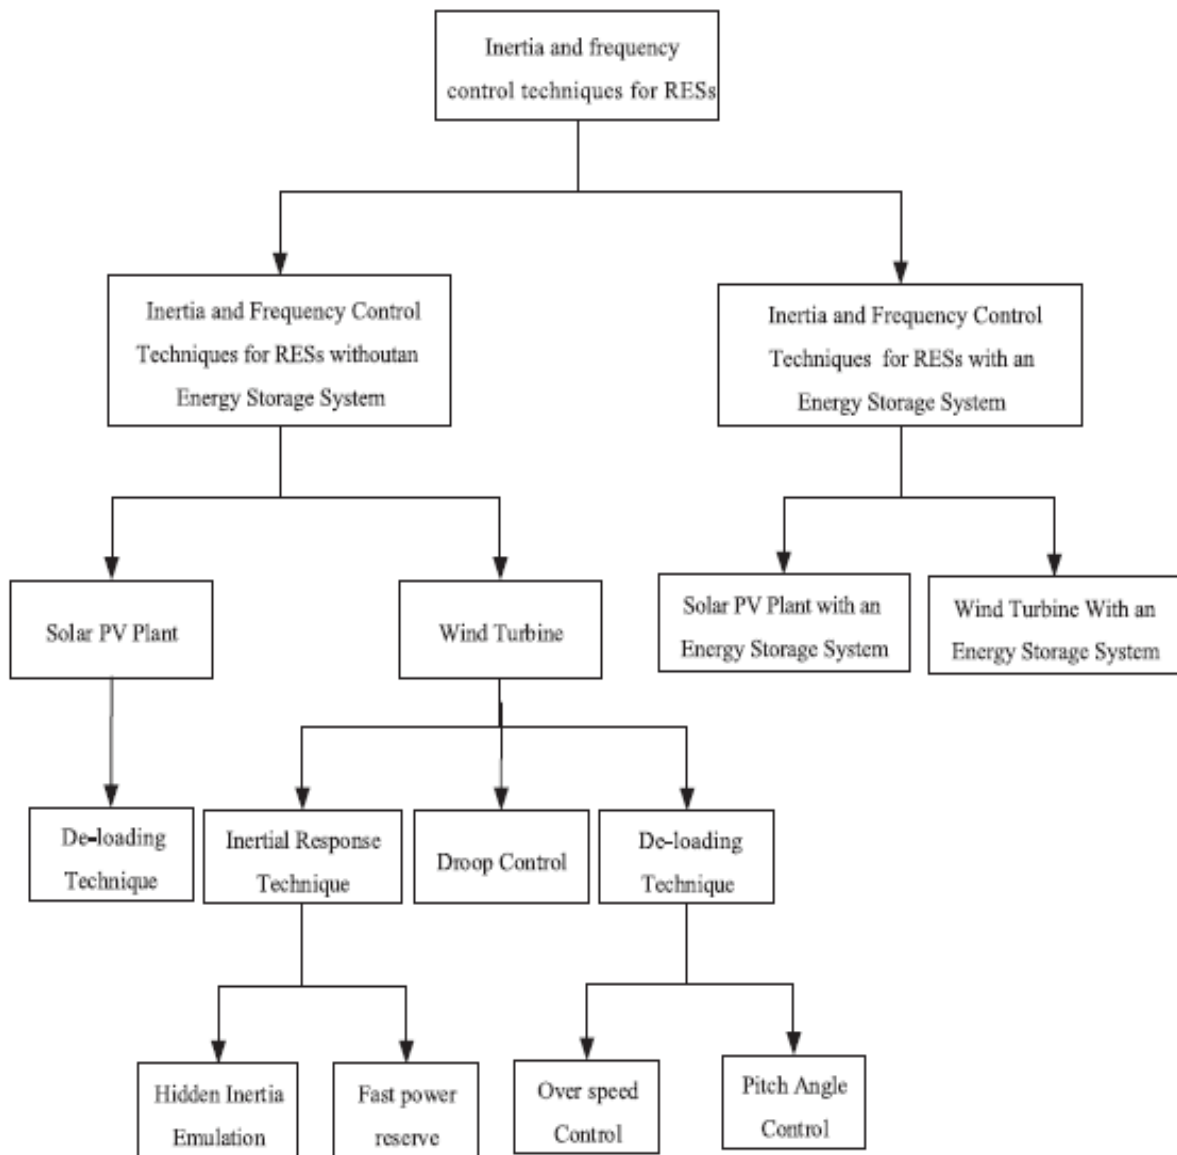 Inertia and frequency
control techniques for RESs
Inertia and Frequency Control
Techniques for RESs withoutan
Energy Storage System
Inertia and Frequency Control
Techniques for RESs with an
Energy Storage System
Solar PV Plant
Wind Turbine
Solar PV Plant with an
Energy Storage System
Wind Turbine With an
Energy Storage System
De-loading
Technique
Inertial Response
Technique
Droop Control
De-loading
Technique
Hidden Inertia
Emulation
Fast power
reserve
Over speed
Control
Pitch Angle
Control